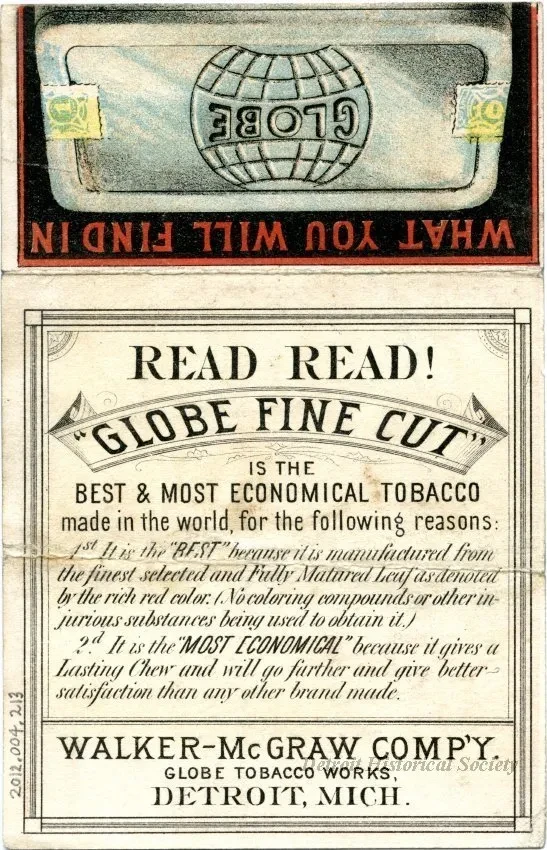 GLOBE
WHAT YOU WILL FIND IN
READ READ!
"GLOBE FINE CUT"
IS THE
BEST & MOST ECONOMICAL TOBACCO
made in the world, for the following reasons:
1st It is the "BEST" because it is manufactured from
the finest selected and Fully Matured Leaf as denoted
by the rich red color. (No coloring compounds or other in-
jurious substances being used to obtain it.)
2d. It is the "MOST ECONOMICAL" because it gives a
Lasting Chew and will go farther and give better
satisfaction than any other brand made.
WALKER-McGRAW COMP'Y.
Detroit Historical Society
GLOBE TOBACCO WORKS,
DETROIT, MICH.
2012.004.213